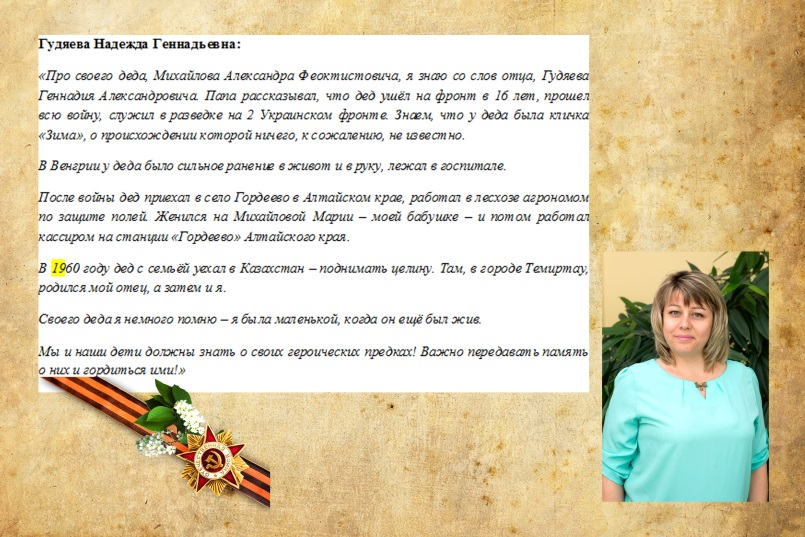 Гудяева Надежда Геннадьевна:
«Про своего деда, Михайлова Александра Феоктистовича, я знаю со слов отца, Гудяева
Геннадия Александровича. Папа рассказывал, что дед ушёл на фронт в 16 лет, прошел
всю войну, служил в разведке на 2 Украинском фронте. Знаем, что у деда была кличка
«Зима», о происхождении которой ничего, к сожалению, не известно.
В Венгрии у деда было сильное ранение в живот и в руку, лежал в госпитале.
После войны дед приехал в село Гордеево в Алтайском крае, работал в лесхозе агрономом
по защите полей. Женился на Михайловой Марии – моей бабушке – и потом работал
кассиром на станции «Гордеево» Алтайского края.
В 1960 году дед с семьёй уехал в Казахстан – поднимать целину. Там, в городе Темиртау,
родился мой отец, а затем и я.
Своего деда я немного помню – я была маленькой, когда он ещё был жив.
Мы и наши дети должны знать о своих героических предках! Важно передавать память
о них и гордиться ими!»